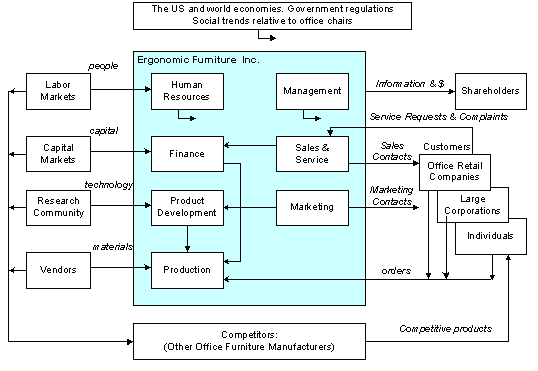 The US and world economies. Government regulations
Social trends relative to office chairs
Ergonomic Furniture Inc.
people
Labor
Markets
Human
Resources
Management
Information & $
Shareholders
Service Requests & Complaints
capital
Capital
Markets
Finance
Sales &
Service
Sales
Contacts
Customers
Office Retail
Companies
technology
Research
Community
Product
Development
Marketing
Marketing
Contacts
Large
Corporations
Individuals
materials
Vendors
Production
orders
Competitors:
(Other Office Furniture Manufacturers)
Competitive products